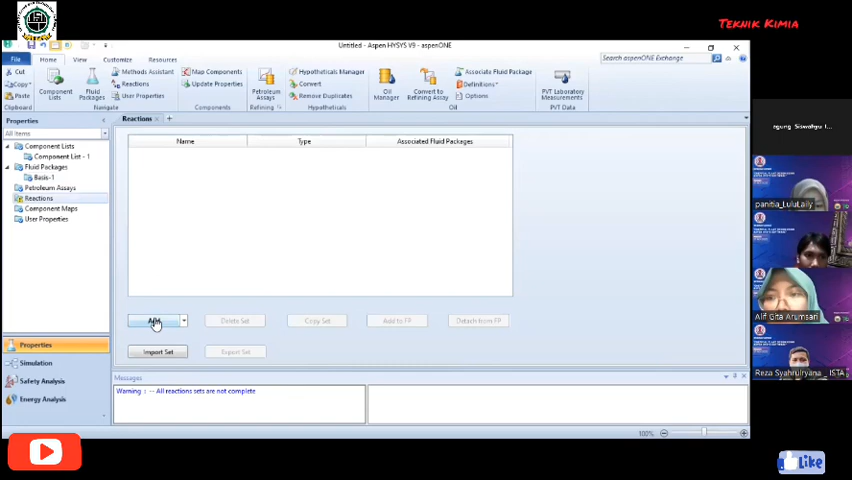 TEKNIK KIMIA
Untitled - Aspen HYSYS V9 - aspenONE
File Home View Customize Resources
Search aspenONE Exchange
Cut
Copy
Paste
Clipboard
Component Lists
Fluid Packages
Methods Assistant
Reactions
User Properties
Navigate
Map Components
Update Properties
Components
Petroleum Assays
Refining
Hypotheticals Manager
Convert
Remove Duplicates
Hypotheticals
Oil Manager
Convert to Refining Assay
Associate Fluid Package
Definitions
Options
Oil
PVT Laboratory Measurements
PVT Data
Properties
All Items
Component Lists
Component List - 1
Fluid Packages
Basis-1
Petroleum Assays
Reactions
Component Maps
User Properties
Properties
Simulation
Safety Analysis
Energy Analysis
Reactions
Name Type Associated Fluid Packages
Add Delete Set Copy Set Add to FP Detach from FP
Import Set Export Set
Messages
Warning : -- All reactions sets are not complete
100%
panitia_LuluLaily
Alif Gita Arumsari
Reza Syahrulryana _ ISTA
Like